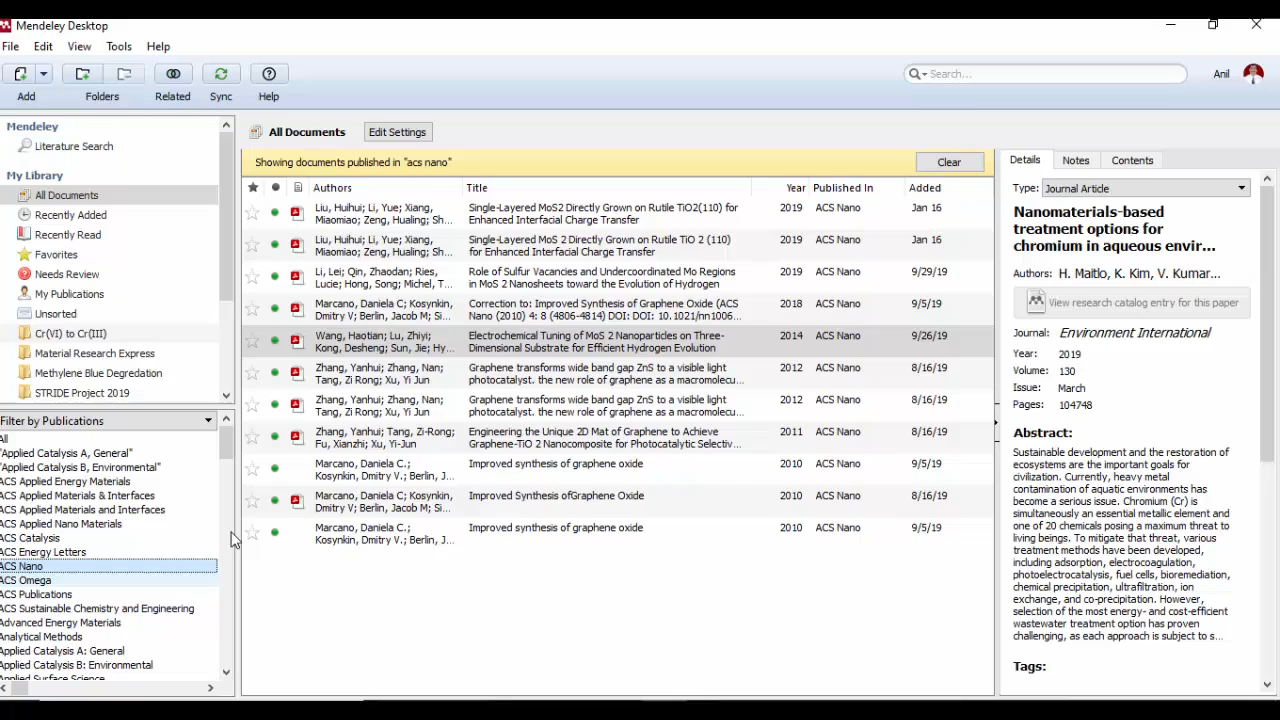 Mendeley Desktop
File Edit View Tools Help
Search...
Anil
Add Folders Related Sync Help
Mendeley
Literature Search
My Library
All Documents
Recently Added
Recently Read
Favorites
Needs Review
My Publications
Unsorted
Cr(VI) to Cr(III)
Material Research Express
Methylene Blue Degredation
STRIDE Project 2019
Filter by Publications
All
"Applied Catalysis A, General"
"Applied Catalysis B, Environmental"
ACS Applied Energy Materials
ACS Applied Materials & Interfaces
ACS Applied Materials and Interfaces
ACS Applied Nano Materials
ACS Catalysis
ACS Energy Letters
ACS Nano
ACS Omega
ACS Publications
ACS Sustainable Chemistry and Engineering
Advanced Energy Materials
Analytical Methods
Applied Catalysis A: General
Applied Catalysis B: Environmental
Applied Surface Science
All Documents Edit Settings
Showing documents published in "acs nano" Clear
Authors Title Year Published In Added
Liu, Huihui; Li, Yue; Xiang, Single-Layered MoS2 Directly Grown on Rutile TiO2(110) for 2019 ACS Nano Jan 16
Miaomiao; Zeng, Hualing; Sh... Enhanced Interfacial Charge Transfer
Liu, Huihui; Li, Yue; Xiang, Single-Layered MoS 2 Directly Grown on Rutile TiO 2 (110) 2019 ACS Nano Jan 16
Miaomiao; Zeng, Hualing; Sh... for Enhanced Interfacial Charge Transfer
Li, Lei; Qin, Zhaodan; Ries, Role of Sulfur Vacancies and Undercoordinated Mo Regions 2019 ACS Nano 9/29/19
Lucie; Hong, Song; Michel, T... in MoS 2 Nanosheets toward the Evolution of Hydrogen
Marcano, Daniela C; Kosynkin, Correction to: Improved Synthesis of Graphene Oxide (ACS 2018 ACS Nano 9/5/19
Dmitry V; Berlin, Jacob M; Si... Nano (2010) 4: 8 (4806-4814) DOI: DOI: 10.1021/nn1006...
Wang, Haotian; Lu, Zhiyi; Electrochemical Tuning of MoS 2 Nanoparticles on Three- 2014 ACS Nano 9/26/19
Kong, Desheng; Sun, Jie; Hy... Dimensional Substrate for Efficient Hydrogen Evolution
Zhang, Yanhui; Zhang, Nan; Graphene transforms wide band gap ZnS to a visible light 2012 ACS Nano 8/16/19
Tang, Zi Rong; Xu, Yi Jun photocatalyst. the new role of graphene as a macromolecu...
Zhang, Yanhui; Zhang, Nan; Graphene transforms wide band gap ZnS to a visible light 2012 ACS Nano 8/16/19
Tang, Zi Rong; Xu, Yi Jun photocatalyst. the new role of graphene as a macromolecu...
Zhang, Yanhui; Tang, Zi-Rong; Engineering the Unique 2D Mat of Graphene to Achieve 2011 ACS Nano 8/16/19
Fu, Xianzhi; Xu, Yi-Jun Graphene-TiO 2 Nanocomposite for Photocatalytic Selectiv...
Marcano, Daniela C.; Improved synthesis of graphene oxide 2010 ACS Nano 9/5/19
Kosynkin, Dmitry V.; Berlin, J...
Marcano, Daniela C; Kosynkin, Improved SynthesisofGraphene Oxide 2010 ACS Nano 8/16/19
Dmitry V; Berlin, Jacob M; Si...
Marcano, Daniela C.; Improved synthesis of graphene oxide 2010 ACS Nano 9/5/19
Kosynkin, Dmitry V.; Berlin, J...
Details Notes Contents
Type: Journal Article
Nanomaterials-based
treatment options for
chromium in aqueous envir...
Authors: H. Maitlo, K. Kim, V. Kumar...
View research catalog entry for this paper
Journal: Environment International
Year: 2019
Volume: 130
Issue: March
Pages: 104748
Abstract:
Sustainable development and the restoration of
ecosystems are the important goals for
civilization. Currently, heavy metal
contamination of aquatic environments has
become a serious issue. Chromium (Cr) is
simultaneously an essential metallic element and
one of 20 chemicals posing a maximum threat to
living beings. To mitigate that threat, various
treatment methods have been developed,
including adsorption, electrocoagulation,
photoelectrocatalysis, fuel cells, bioremediation,
chemical precipitation, ultrafiltration, ion
exchange, and co-precipitation. However,
selection of the most energy- and cost-efficient
wastewater treatment option has proven
challenging, as each approach is subject to s...
Tags: